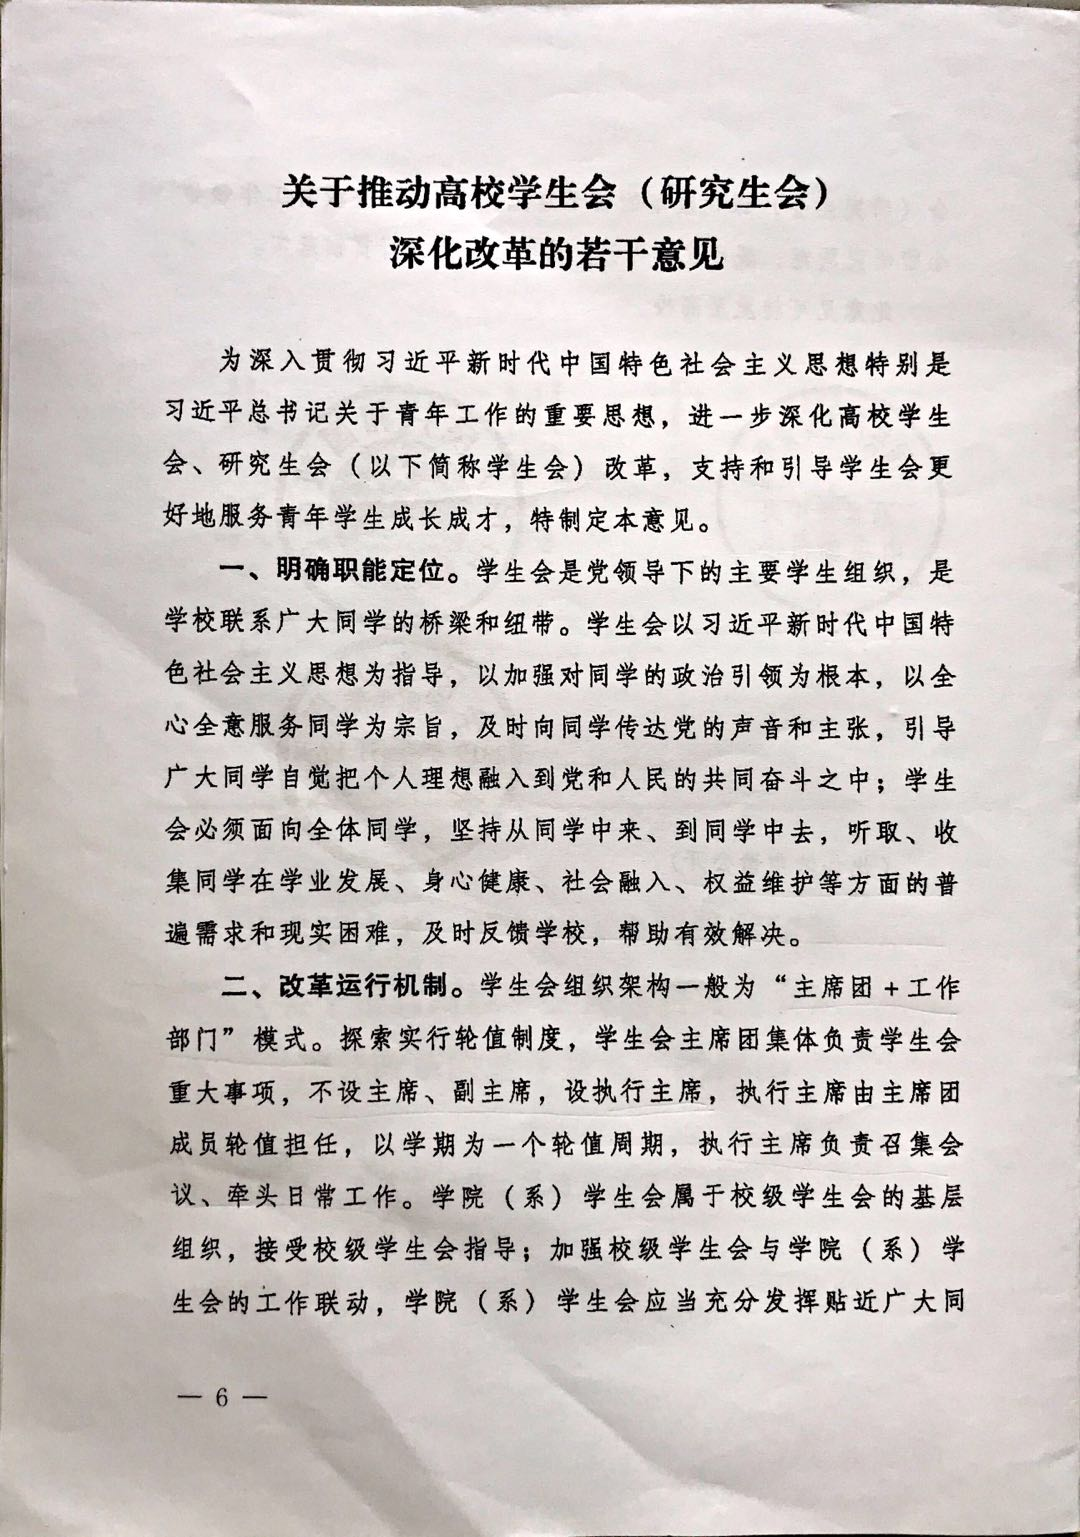 关于推动高校学生会（研究生会）
深化改革的若干意见
为深入贯彻习近平新时代中国特色社会主义思想特别是
习近平总书记关于青年工作的重要思想，进一步深化高校学生
会、研究生会（以下简称学生会）改革，支持和引导学生会更
好地服务青年学生成长成才，特制定本意见。
一、明确职能定位。学生会是党领导下的主要学生组织，是
学校联系广大同学的桥梁和纽带。学生会以习近平新时代中国特
色社会主义思想为指导，以加强对同学的政治引领为根本，以全
心全意服务同学为宗旨，及时向同学传达党的声音和主张，引导
广大同学自觉把个人理想融入到党和人民的共同奋斗之中；学生
会必须面向全体同学，坚持从同学中来、到同学中去，听取、收
集同学在学业发展、身心健康、社会融入、权益维护等方面的普
遍需求和现实困难，及时反馈学校，帮助有效解决。
二、改革运行机制。学生会组织架构一般为“主席团＋工作
部门”模式。探索实行轮值制度，学生会主席团集体负责学生会
重大事项，不设主席、副主席，设执行主席，执行主席由主席团
成员轮值担任，以学期为一个轮值周期，执行主席负责召集会
议、牵头日常工作。学院（系）学生会属于校级学生会的基层
组织，接受校级学生会指导；加强校级学生会与学院（系）学
生会的工作联动，学院（系）学生会应当充分发挥贴近广大同
— 6 —